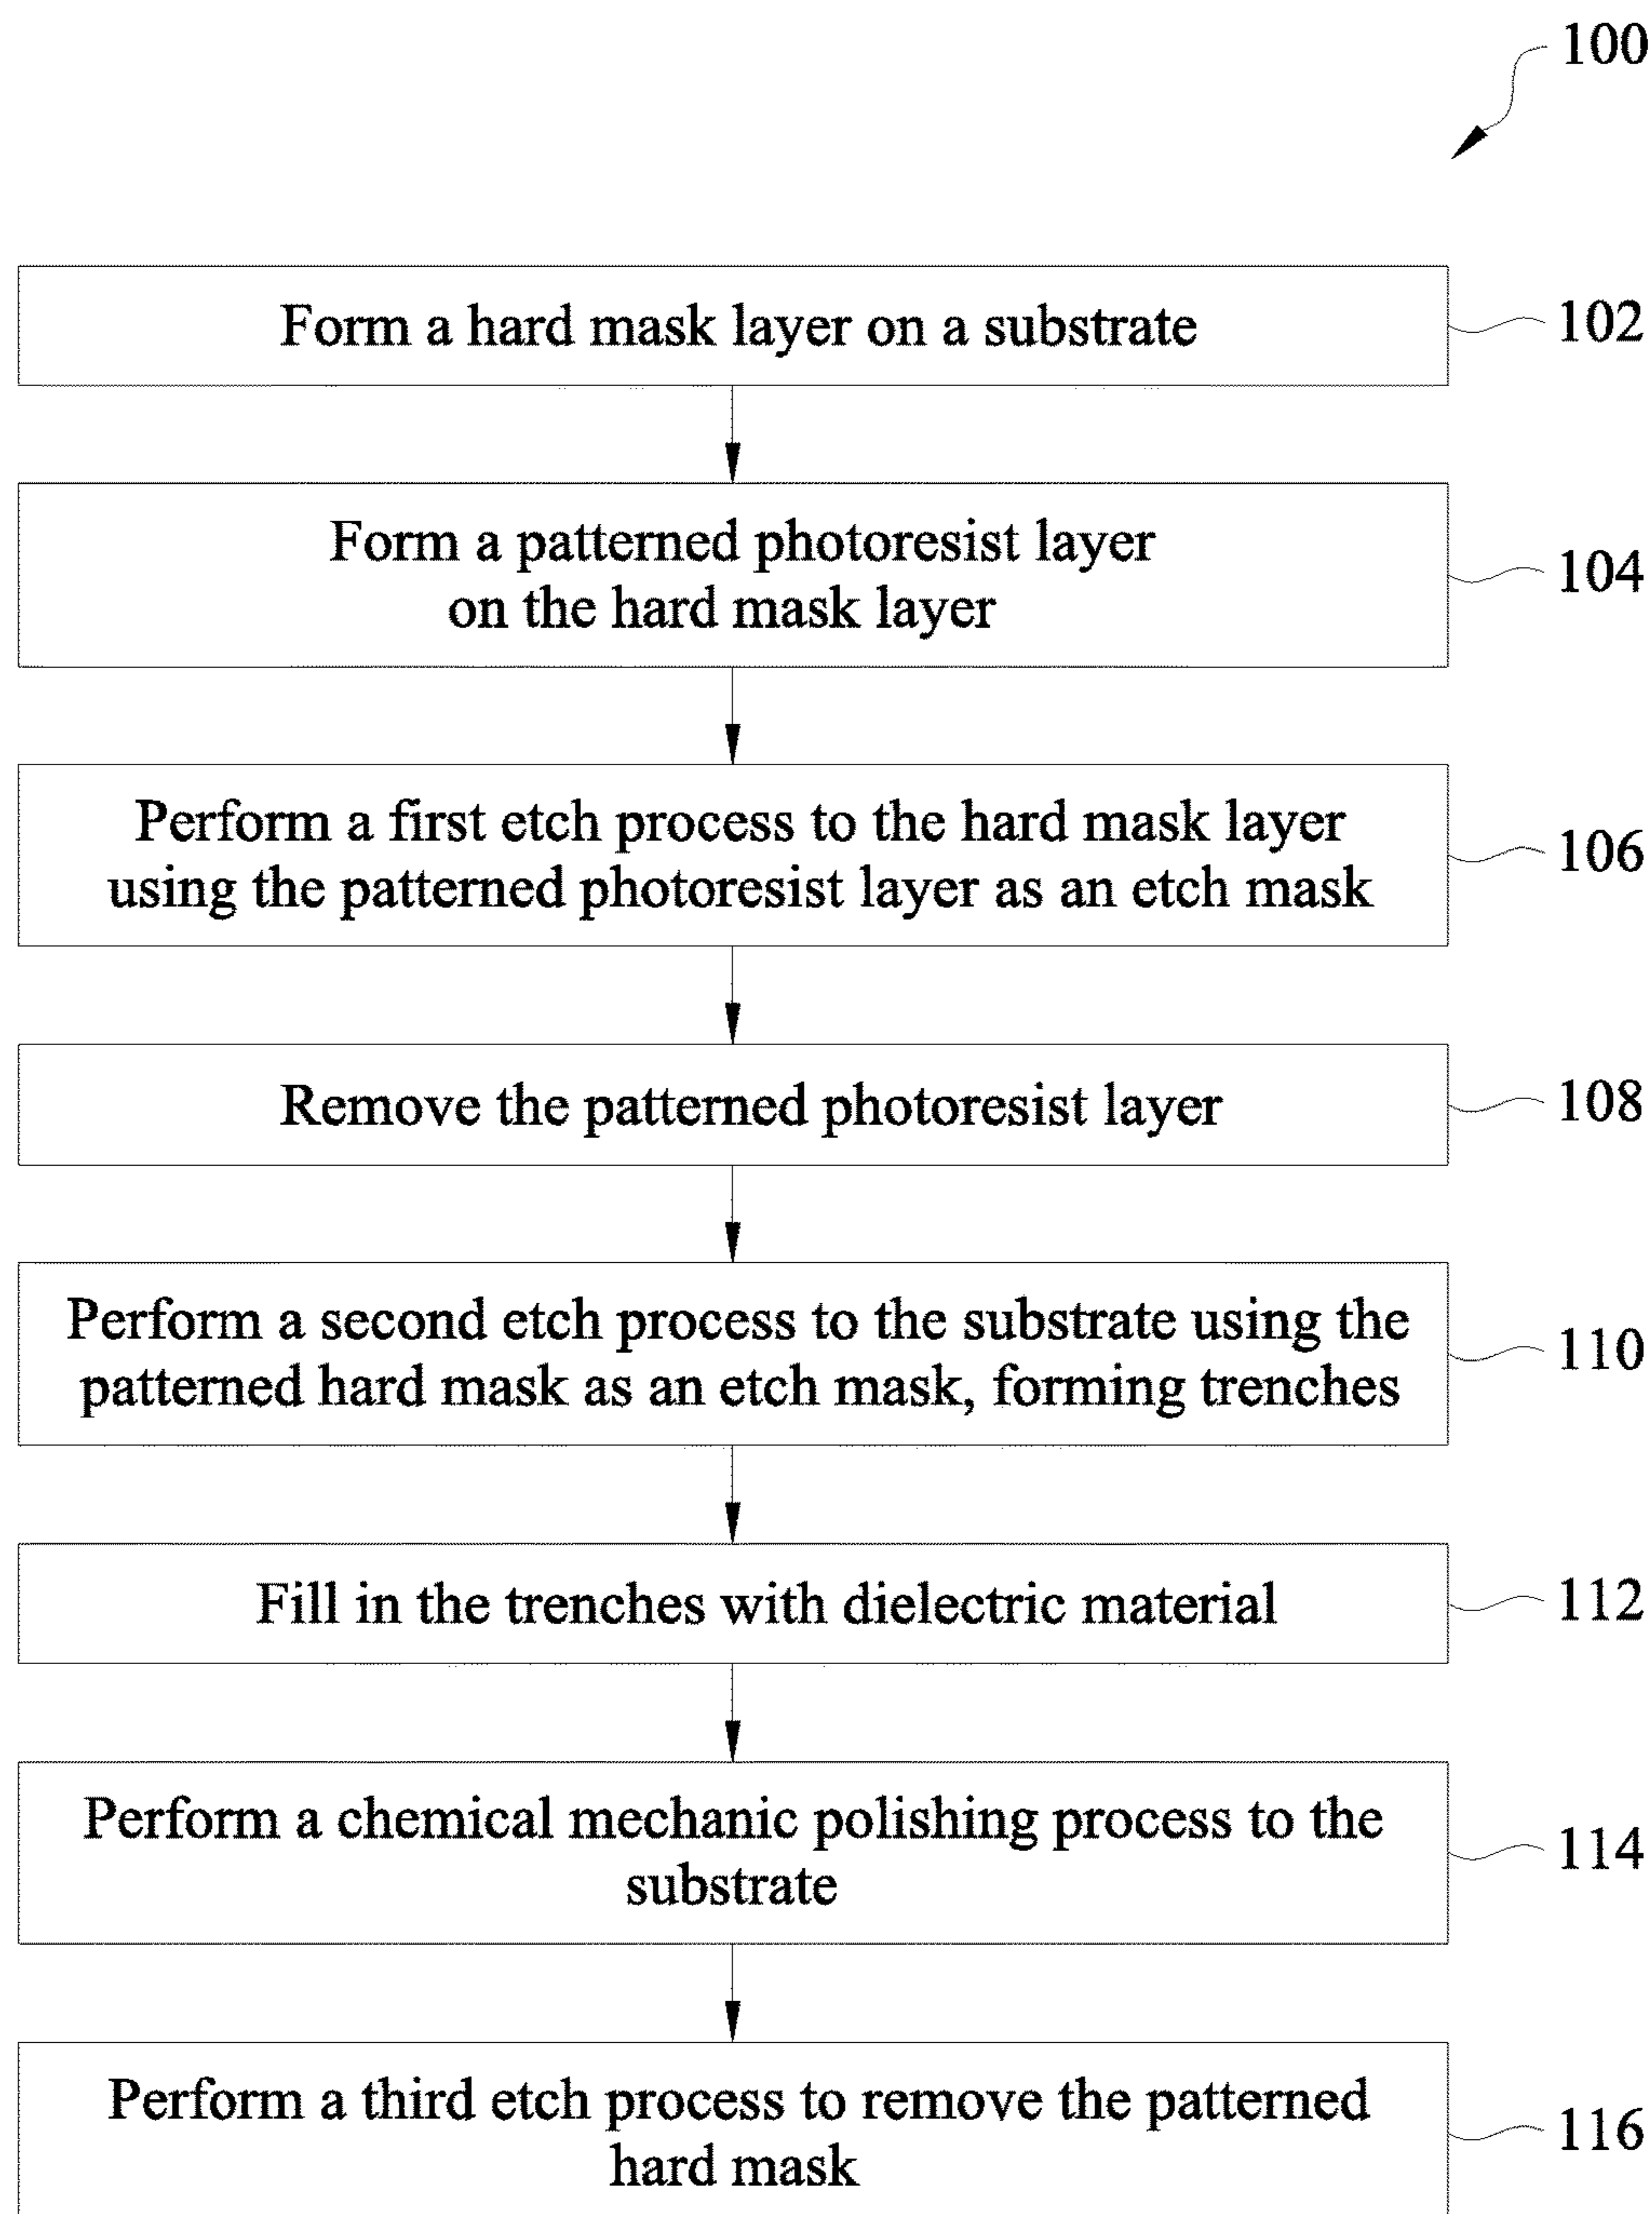 100
Form a hard mask layer on a substrate
102
Form a patterned photoresist layer
on the hard mask layer
104
Perform a first etch process to the hard mask layer
using the patterned photoresist layer as an etch mask
106
Remove the patterned photoresist layer
108
Perform a second etch process to the substrate using the
patterned hard mask as an etch mask, forming trenches
110
Fill in the trenches with dielectric material
112
Perform a chemical mechanic polishing process to the
substrate
114
Perform a third etch process to remove the patterned
hard mask
116